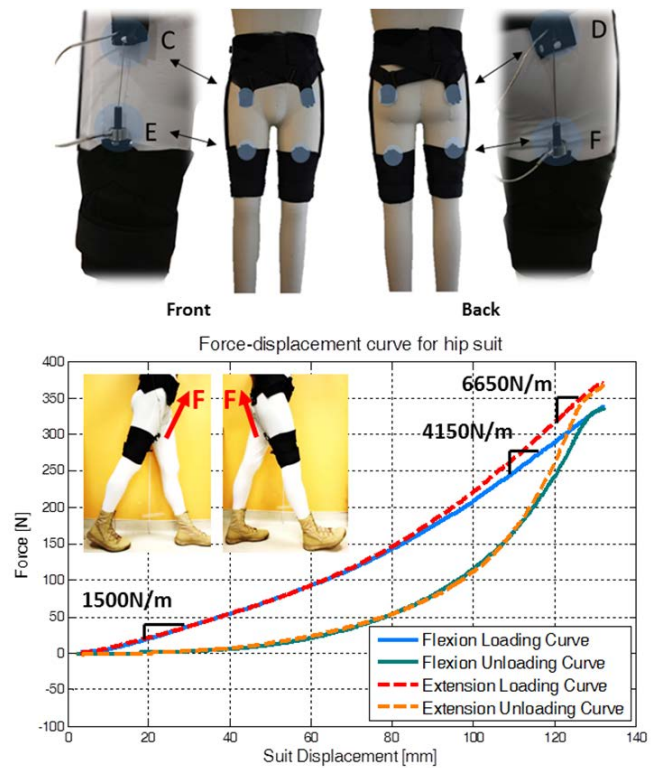 C
D
E
F
Front
Back
Force-displacement curve for hip suit
400
350
300
250
200
150
100
50
0
-50
-100
Force [N]
F
F
6650N/m
4150N/m
1500N/m
Flexion Loading Curve
Flexion Unloading Curve
Extension Loading Curve
Extension Unloading Curve
0
20
40
60
80
100
120
140
Suit Displacement [mm]